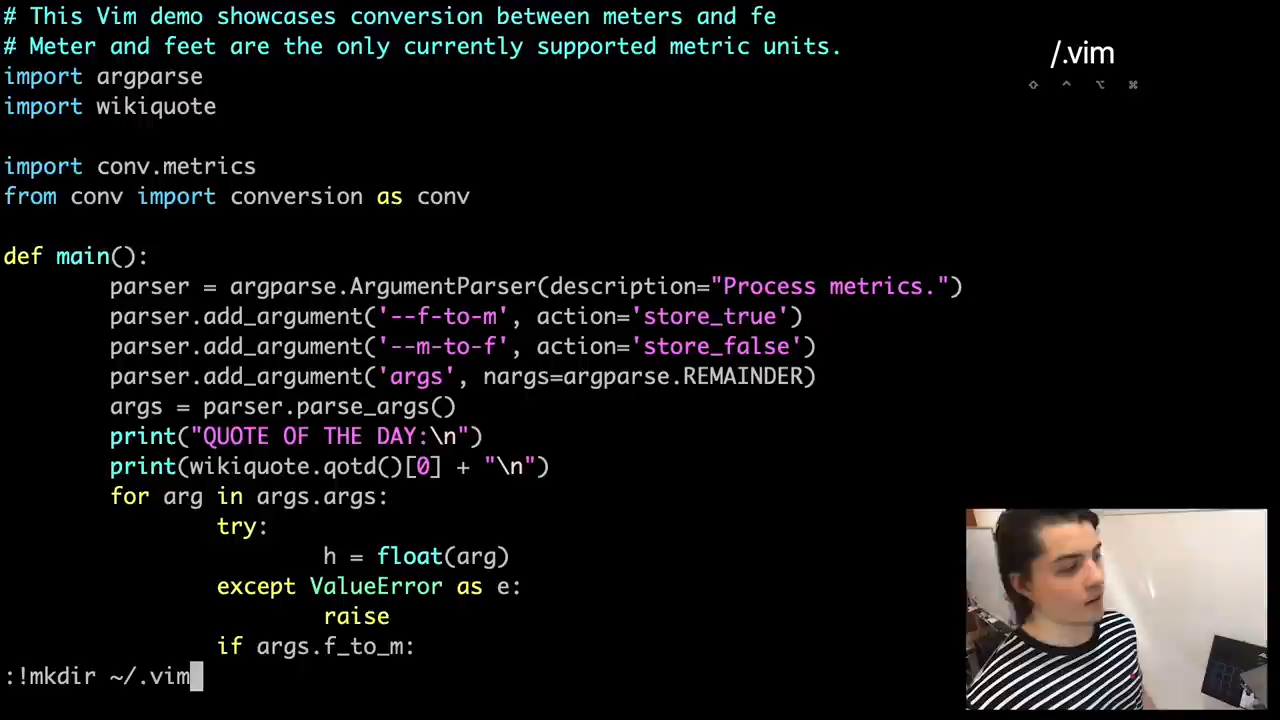 # This Vim demo showcases conversion between meters and fe
# Meter and feet are the only currently supported metric units.
/.vim
⇧ ^ ⌥ ⌘
import argparse
import wikiquote
import conv.metrics
from conv import conversion as conv
def main():
parser = argparse.ArgumentParser(description="Process metrics.")
parser.add_argument('--f-to-m', action='store_true')
parser.add_argument('--m-to-f', action='store_false')
parser.add_argument('args', nargs=argparse.REMAINDER)
args = parser.parse_args()
print("QUOTE OF THE DAY:\n")
print(wikiquote.qotd()[0] + "\n")
for arg in args.args:
try:
h = float(arg)
except ValueError as e:
raise
if args.f_to_m:
:!mkdir ~/.vim